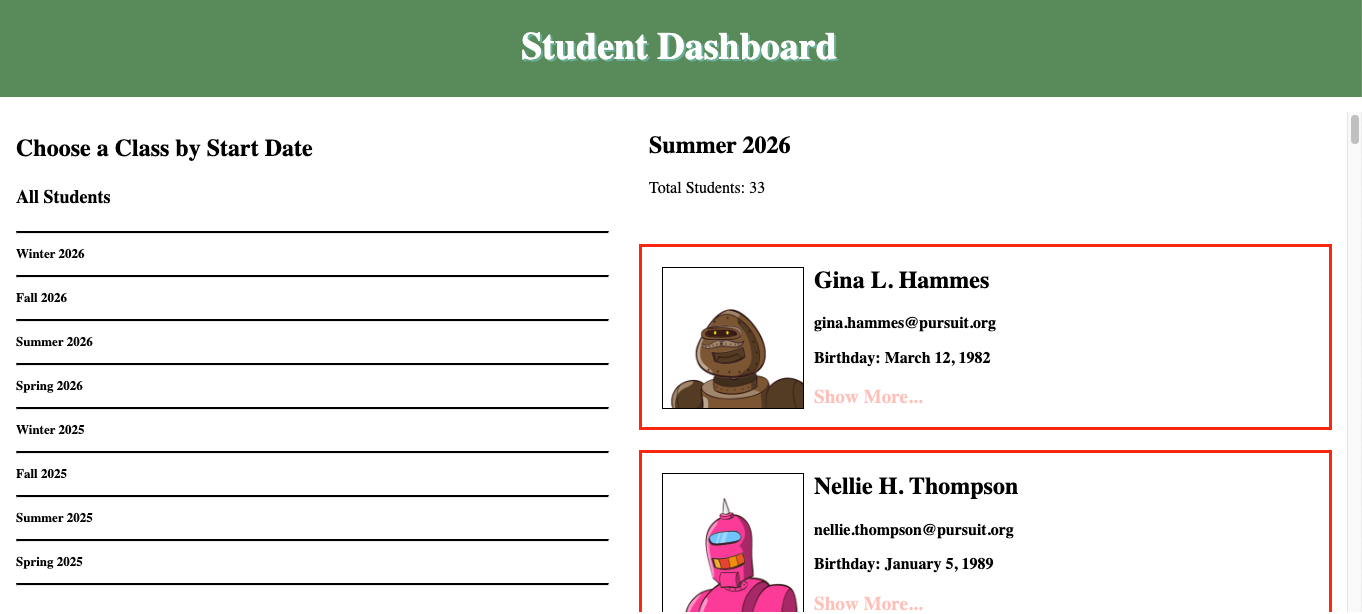 Student Dashboard
Choose a Class by Start Date
All Students
Winter 2026
Fall 2026
Summer 2026
Spring 2026
Winter 2025
Fall 2025
Summer 2025
Spring 2025
Summer 2026
Total Students: 33
Gina L. Hammes
gina.hammes@pursuit.org
Birthday: March 12, 1982
Show More...
Nellie H. Thompson
nellie.thompson@pursuit.org
Birthday: January 5, 1989
Show More...